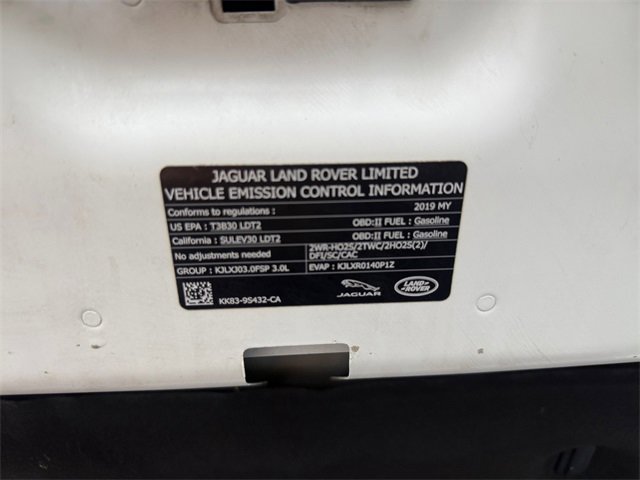 JAGUAR LAND ROVER LIMITED
VEHICLE EMISSION CONTROL INFORMATION
Conforms to regulations : 2019 MY
US EPA : T3B30 LDT2 OBD:II FUEL : Gasoline
California : SULEV30 LDT2 OBD:II FUEL : Gasoline
No adjustments needed 2WR-HO2S/2TWC/2HO2S(2)/
DFI/SC/CAC
GROUP : KJLXJ03.0FSP 3.0L EVAP : KJLXR0140P1Z
KK83-9S432-CA JAGUAR LAND ROVER